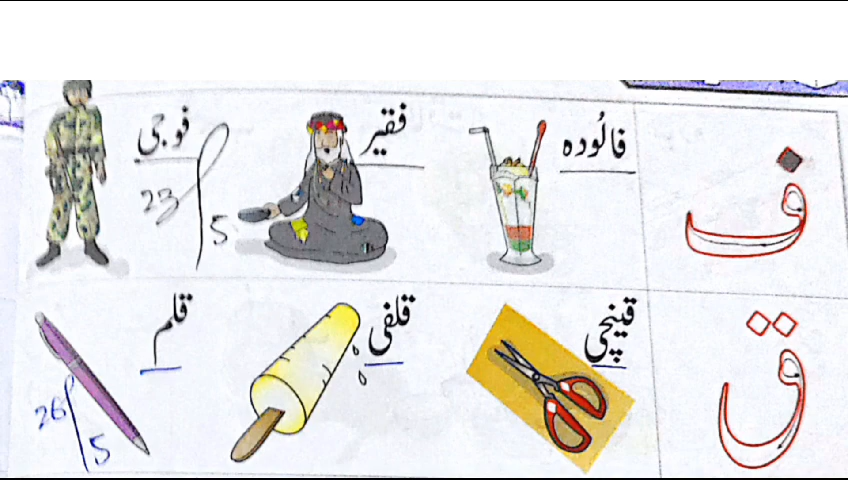 ف فالُودہ فقیر فوجی
23/5
ق قینچی قلفی قلم
26/5